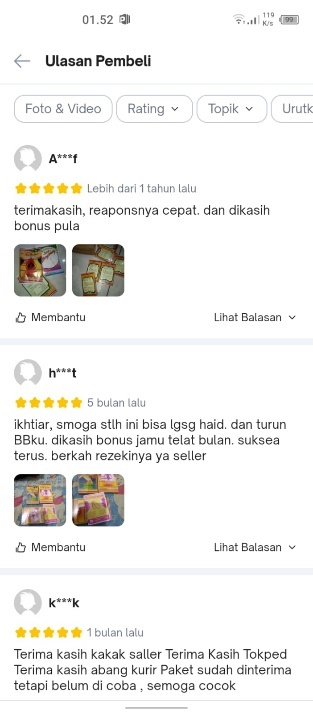 01.52
119
K/s
99
Ulasan Pembeli
Foto & Video
Rating
Topik
Urutk
A***f
Lebih dari 1 tahun lalu
terimakasih, reaponsnya cepat. dan dikasih
bonus pula
Membantu
Lihat Balasan
h***t
5 bulan lalu
ikhtiar, smoga stlh ini bisa lgsg haid. dan turun
BBku. dikasih bonus jamu telat bulan. suksea
terus. berkah rezekinya ya seller
Membantu
Lihat Balasan
k***k
1 bulan lalu
Terima kasih kakak saller Terima Kasih Tokped
Terima kasih abang kurir Paket sudah dinterima
tetapi belum di coba , semoga cocok